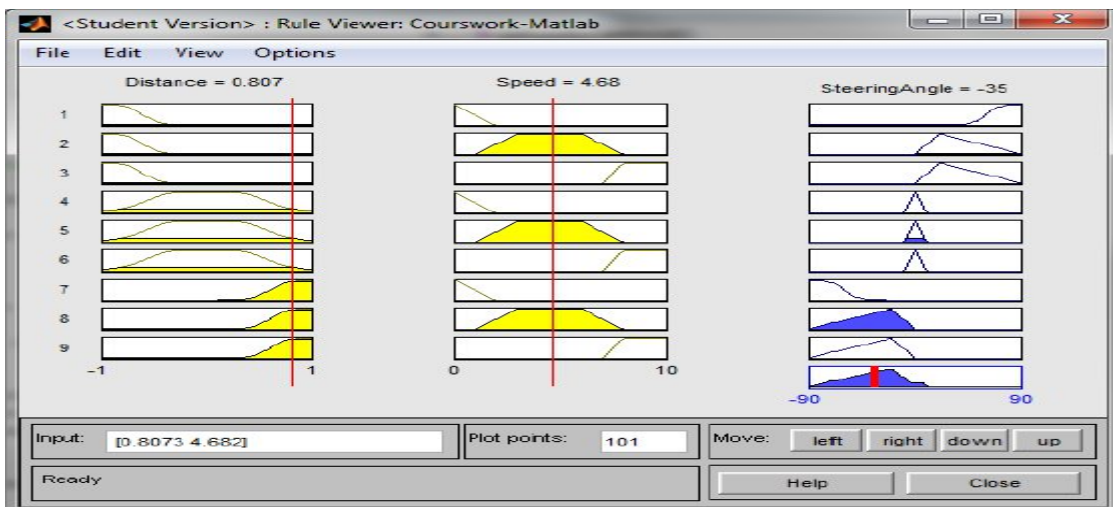 <Student Version> : Rule Viewer: Courswork-Matlab
File Edit View Options
Distance = 0.807 Speed = 4.68 SteeringAngle = -35
1
2
3
4
5
6
7
8
9
-1 1 0 10
-90 90
Input: [0.8073 4.682] Plot points: 101 Move: left right down up
Ready Help Close